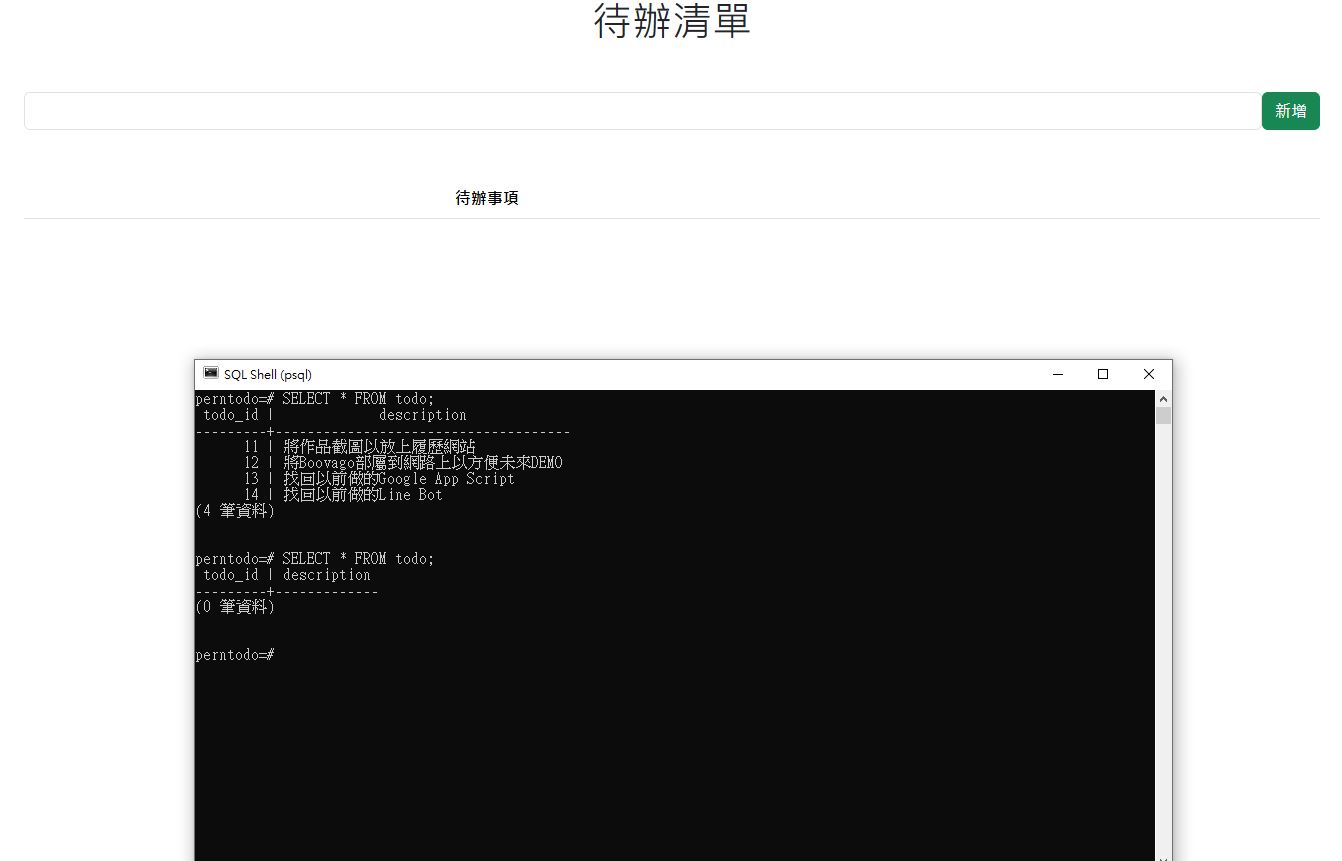 待辦清單
新增
待辦事項
SQL Shell (psql)
perntodo=# SELECT * FROM todo;
 todo_id |             description
---------+-------------------------------------
      11 | 將作品截圖以放上履歷網站
      12 | 將Boovago部屬到網路上以方便未來DEMO
      13 | 找回以前做的Google App Script
      14 | 找回以前做的Line Bot
(4 筆資料)
perntodo=# SELECT * FROM todo;
 todo_id | description
---------+-------------
(0 筆資料)
perntodo=#